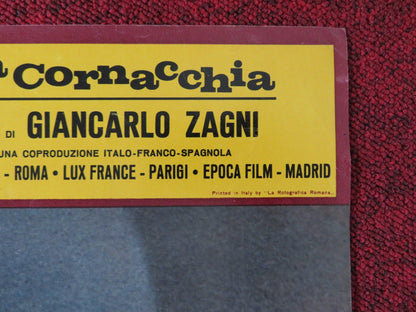 Cornacchia
DI GIANCARLO ZAGNI
UNA COPRODUZIONE ITALO-FRANCO-SPAGNOLA
- ROMA • LUX FRANCE - PARIGI • EPOCA FILM - MADRID
Printed in Italy by "La Rotografica Romana„